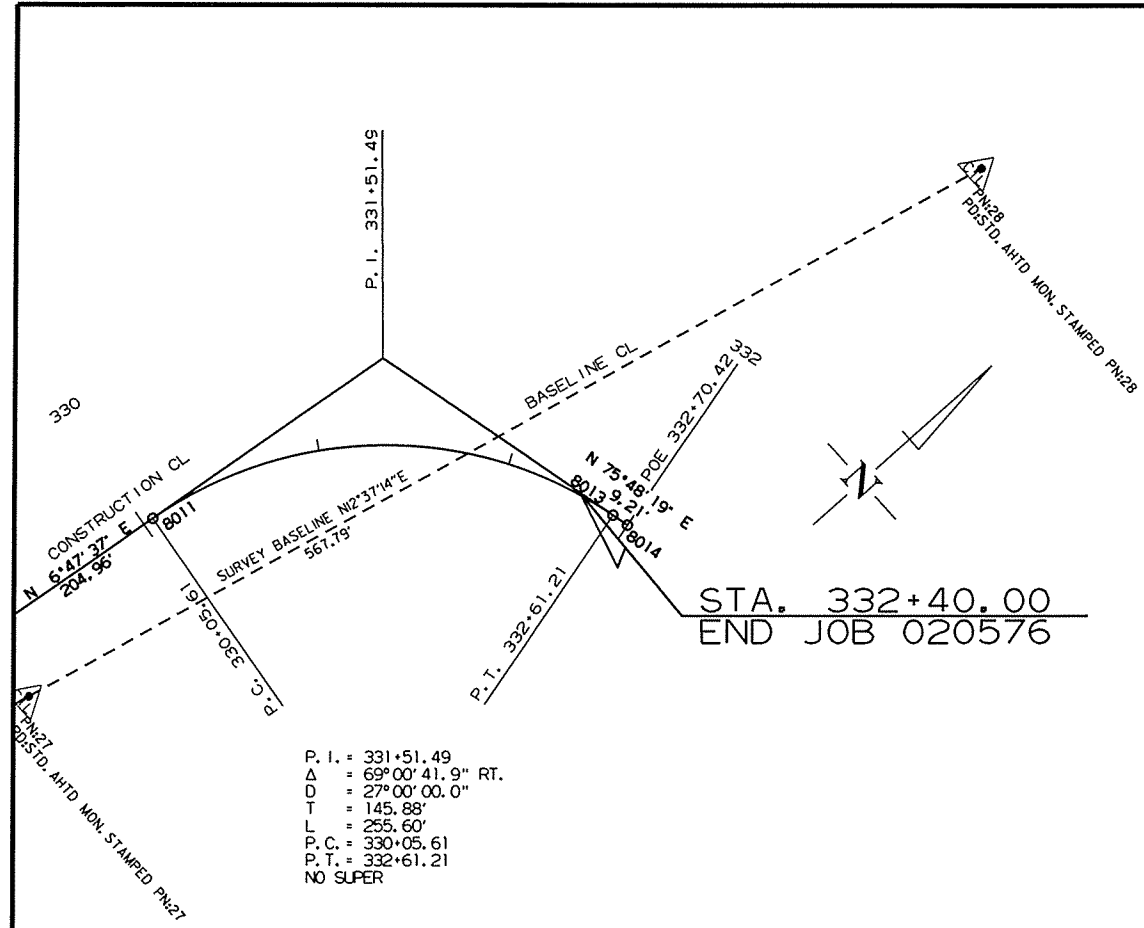 P. I. 331+51.49
PN:28
PD:STD. AHTD MON. STAMPED PN:28
BASELINE CL
332
POE 332+70.42
330
CONSTRUCTION CL
N 6°47'37" E
204.96'
8011
SURVEY BASELINE N12°37'14"E
567.79'
N 75°48'19" E
9.21'
8013
8014
N
P. C. 330+05.61
P. T. 332+61.21
STA. 332+40.00
END JOB 020576
PN:27
PD:STD. AHTD MON. STAMPED PN:27
P. I. = 331+51.49
Δ = 69°00'41.9" RT.
D = 27°00'00.0"
T = 145.88'
L = 255.60'
P. C. = 330+05.61
P. T. = 332+61.21
NO SUPER